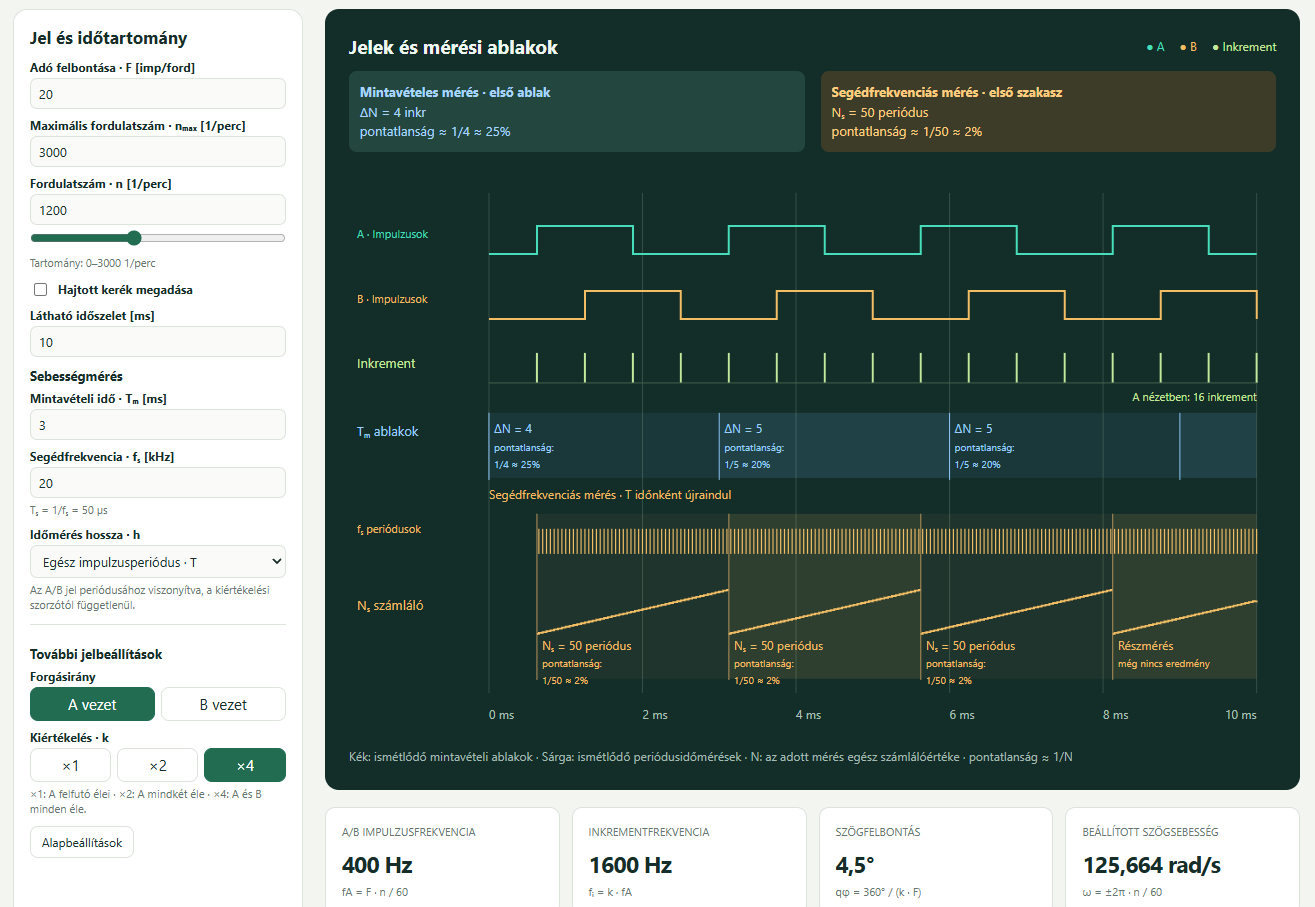 Jel és időtartomány
Adó felbontása · F [imp/ford]
20
Maximális fordulatszám · nₘₐₓ [1/perc]
3000
Fordulatszám · n [1/perc]
1200
Tartomány: 0–3000 1/perc
Hajtott kerék megadása
Látható időszelet [ms]
10
Sebességmérés
Mintavételi idő · Tₘ [ms]
3
Segédfrekvencia · fₛ [kHz]
20
Tₛ = 1/fₛ = 50 µs
Időmérés hossza · h
Egész impulzusperiódus · T
Az A/B jel periódusához viszonyítva, a kiértékelési
szorzótól függetlenül.
További jelbeállítások
Forgásirány
A vezet
B vezet
Kiértékelés · k
×1
×2
×4
×1: A felfutó élei · ×2: A mindkét éle · ×4: A és B
minden éle.
Alapbeállítások
Jelek és mérési ablakok
A
B
Inkrement
Mintavételes mérés · első ablak
ΔN = 4 inkr
pontatlanság ≈ 1/4 ≈ 25%
Segédfrekvenciás mérés · első szakasz
Nₛ = 50 periódus
pontatlanság ≈ 1/50 ≈ 2%
A · Impulzusok
B · Impulzusok
Inkrement
A nézetben: 16 inkrement
Tₘ ablakok
ΔN = 4
pontatlanság:
1/4 ≈ 25%
ΔN = 5
pontatlanság:
1/5 ≈ 20%
ΔN = 5
pontatlanság:
1/5 ≈ 20%
Segédfrekvenciás mérés · T időnként újraindul
fₛ periódusok
Nₛ számláló
Nₛ = 50 periódus
pontatlanság:
1/50 ≈ 2%
Nₛ = 50 periódus
pontatlanság:
1/50 ≈ 2%
Nₛ = 50 periódus
pontatlanság:
1/50 ≈ 2%
Részmérés
még nincs eredmény
0 ms
2 ms
4 ms
6 ms
8 ms
10 ms
Kék: ismétlődő mintavételi ablakok · Sárga: ismétlődő periódusidőmérések · N: az adott mérés egész számlálóértéke · pontatlanság ≈ 1/N
A/B IMPULZUSFREKVENCIA
400 Hz
fA = F · n / 60
INKREMENTFREKVENCIA
1600 Hz
fᵢ = k · fA
SZÖGFELBONTÁS
4,5°
qφ = 360° / (k · F)
BEÁLLÍTOTT SZÖGSEBESSÉG
125,664 rad/s
ω = ±2π · n / 60